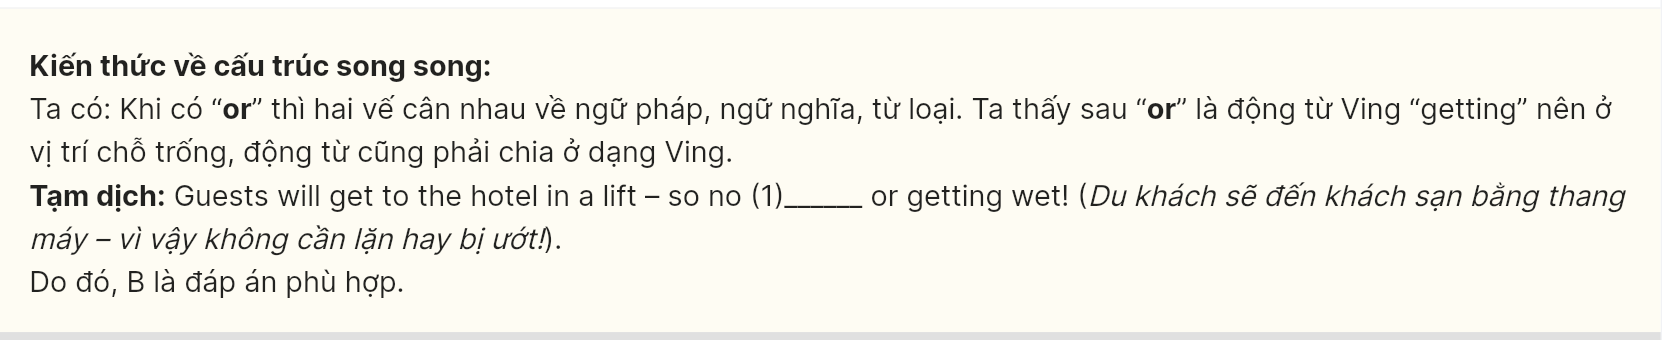 Kiến thức về cấu trúc song song:
Ta có: Khi có “or” thì hai vế cân nhau về ngữ pháp, ngữ nghĩa, từ loại. Ta thấy sau “or” là động từ Ving “getting” nên ở
vị trí chỗ trống, động từ cũng phải chia ở dạng Ving.
Tạm dịch: Guests will get to the hotel in a lift – so no (1)______ or getting wet! (Du khách sẽ đến khách sạn bằng thang
máy – vì vậy không cần lặn hay bị ướt!).
Do đó, B là đáp án phù hợp.